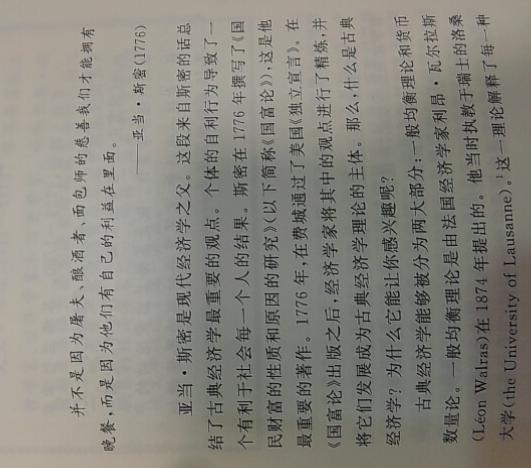 并不是因为屠夫、酿酒者、面包师的慈善我们才能拥有
晚餐,而是因为他们有自己的利益在里面。
——亚当·斯密(1776)
亚当·斯密是现代经济学之父。这段来自斯密的话总
结了古典经济学最重要的观点。个体的自利行为导致了一
个有利于社会每一个人的结果。斯密在1776年撰写了《国
民财富的性质和原因的研究》(以下简称《国富论》),这是他
最重要的著作。1776年,在费城通过了美国《独立宣言》。在
《国富论》出版之后,经济学家将其中的观点进行了精炼,并
将它们发展成为古典经济学理论的主体。那么,什么是古典
经济学?为什么它能让你感兴趣呢?
古典经济学能够被分为两大部分:一般均衡理论和货币
数量论。一般均衡理论是由法国经济学家利昂·瓦尔拉斯
(Léon Walras)在1874年提出的。他当时执教于瑞士的洛桑
大学(the University of Lausanne)。¹这一理论解释了每一种